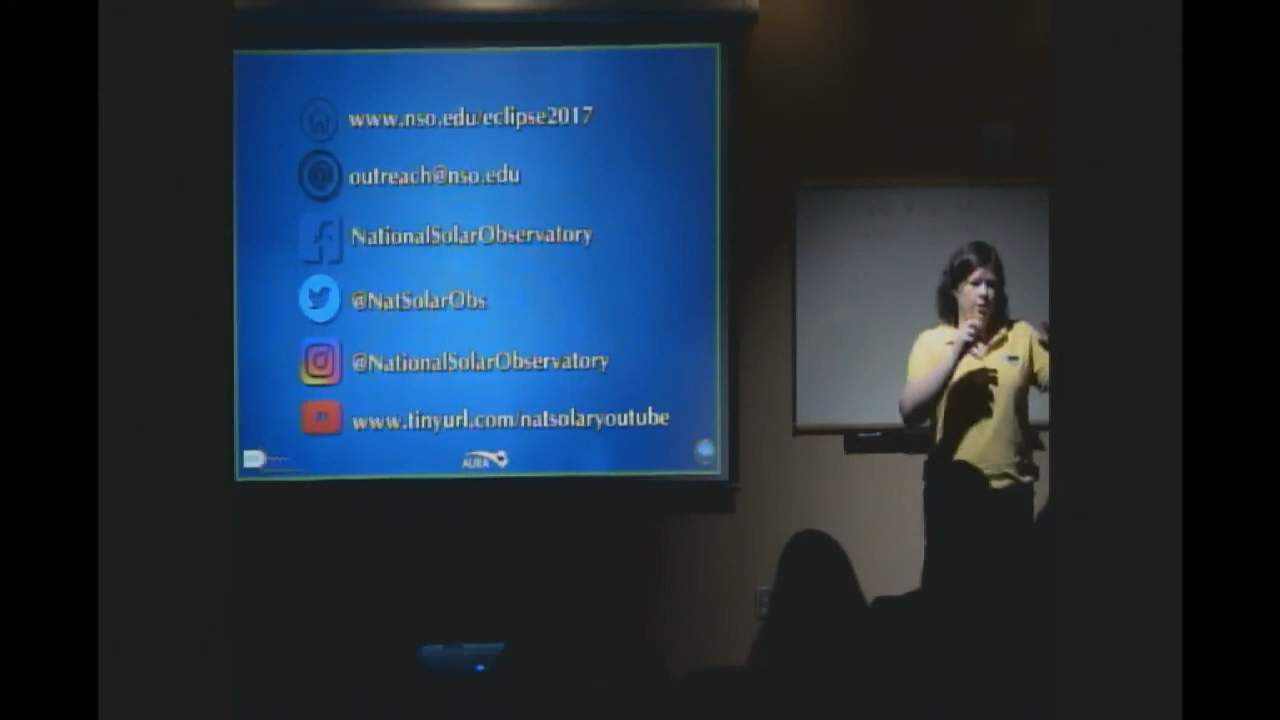 www.nso.edu/eclipse2017
outreach@nso.edu
NationalSolarObservatory
@NatSolarObs
@NationalSolarObservatory
www.tinyurl.com/natsolaryoutube
AURA